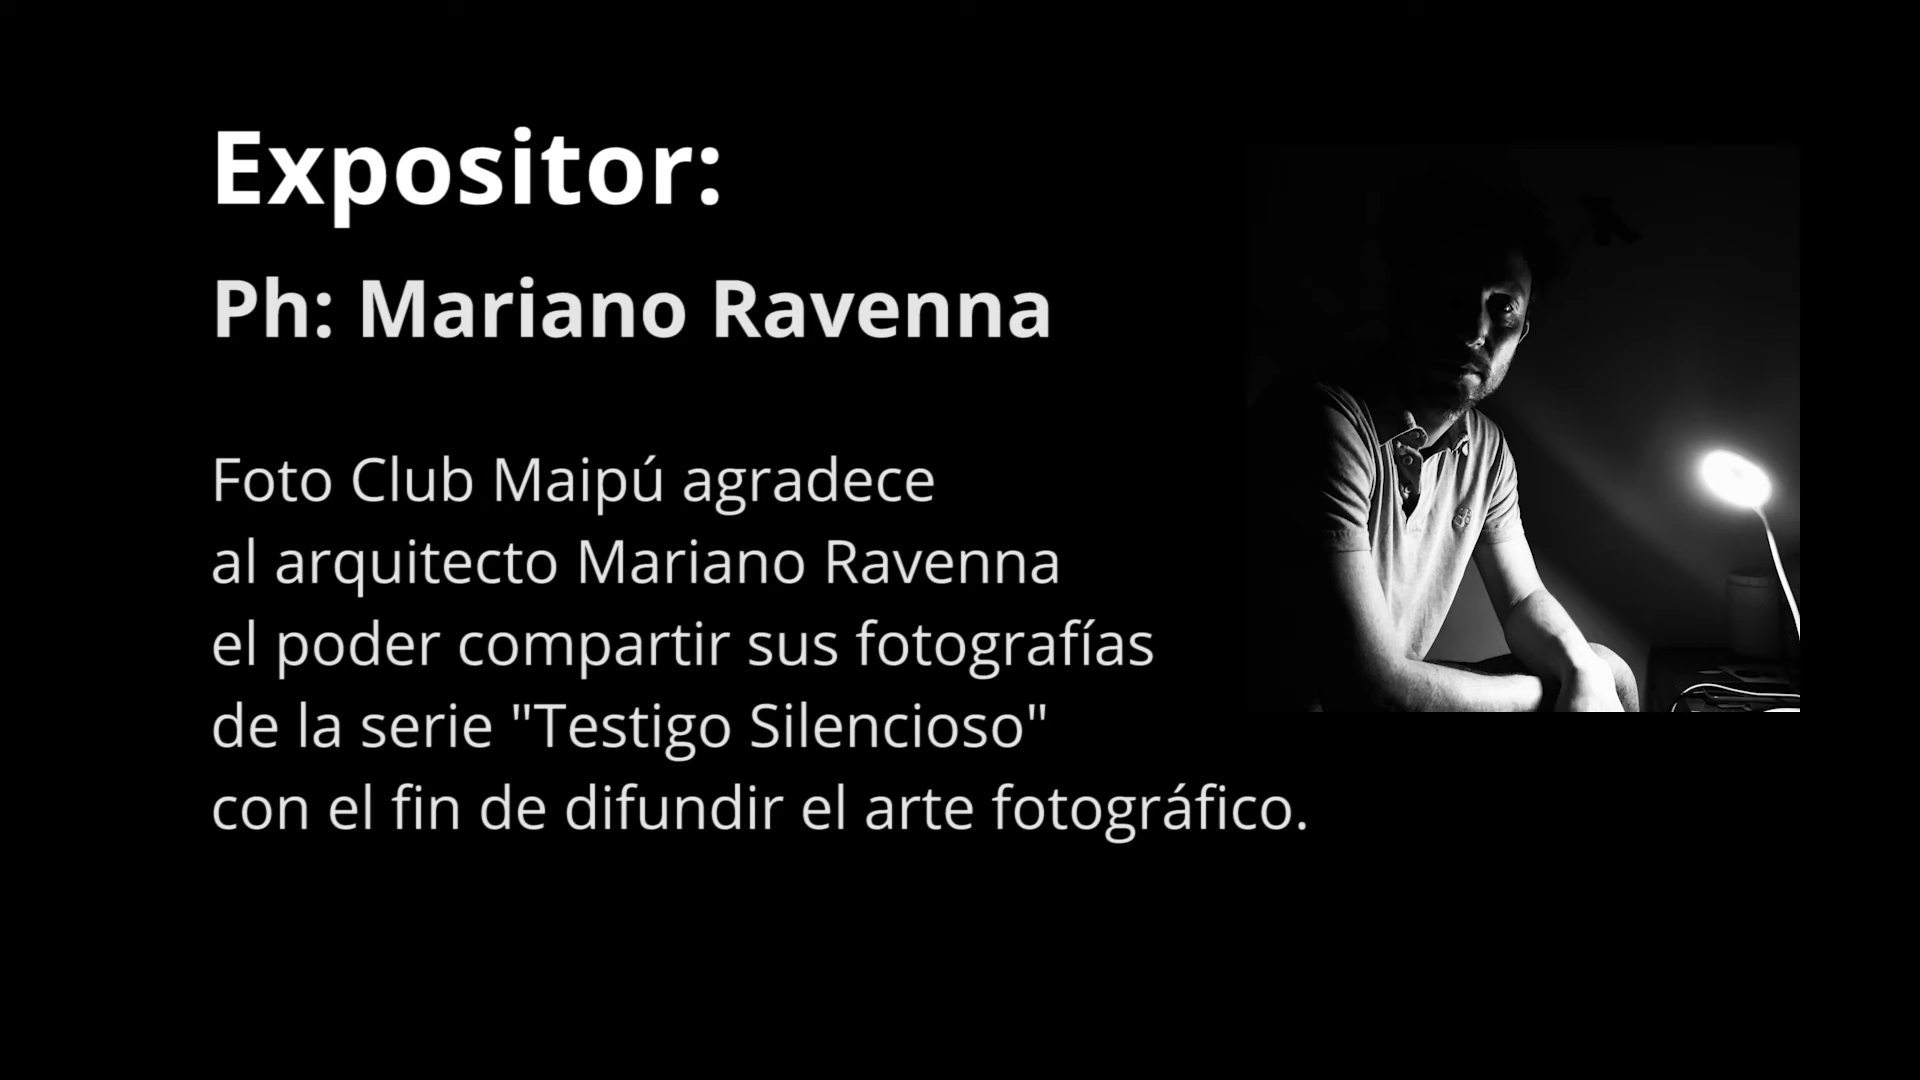 Expositor:
Ph: Mariano Ravenna
Foto Club Maipú agradece
al arquitecto Mariano Ravenna
el poder compartir sus fotografías
de la serie "Testigo Silencioso"
con el fin de difundir el arte fotográfico.